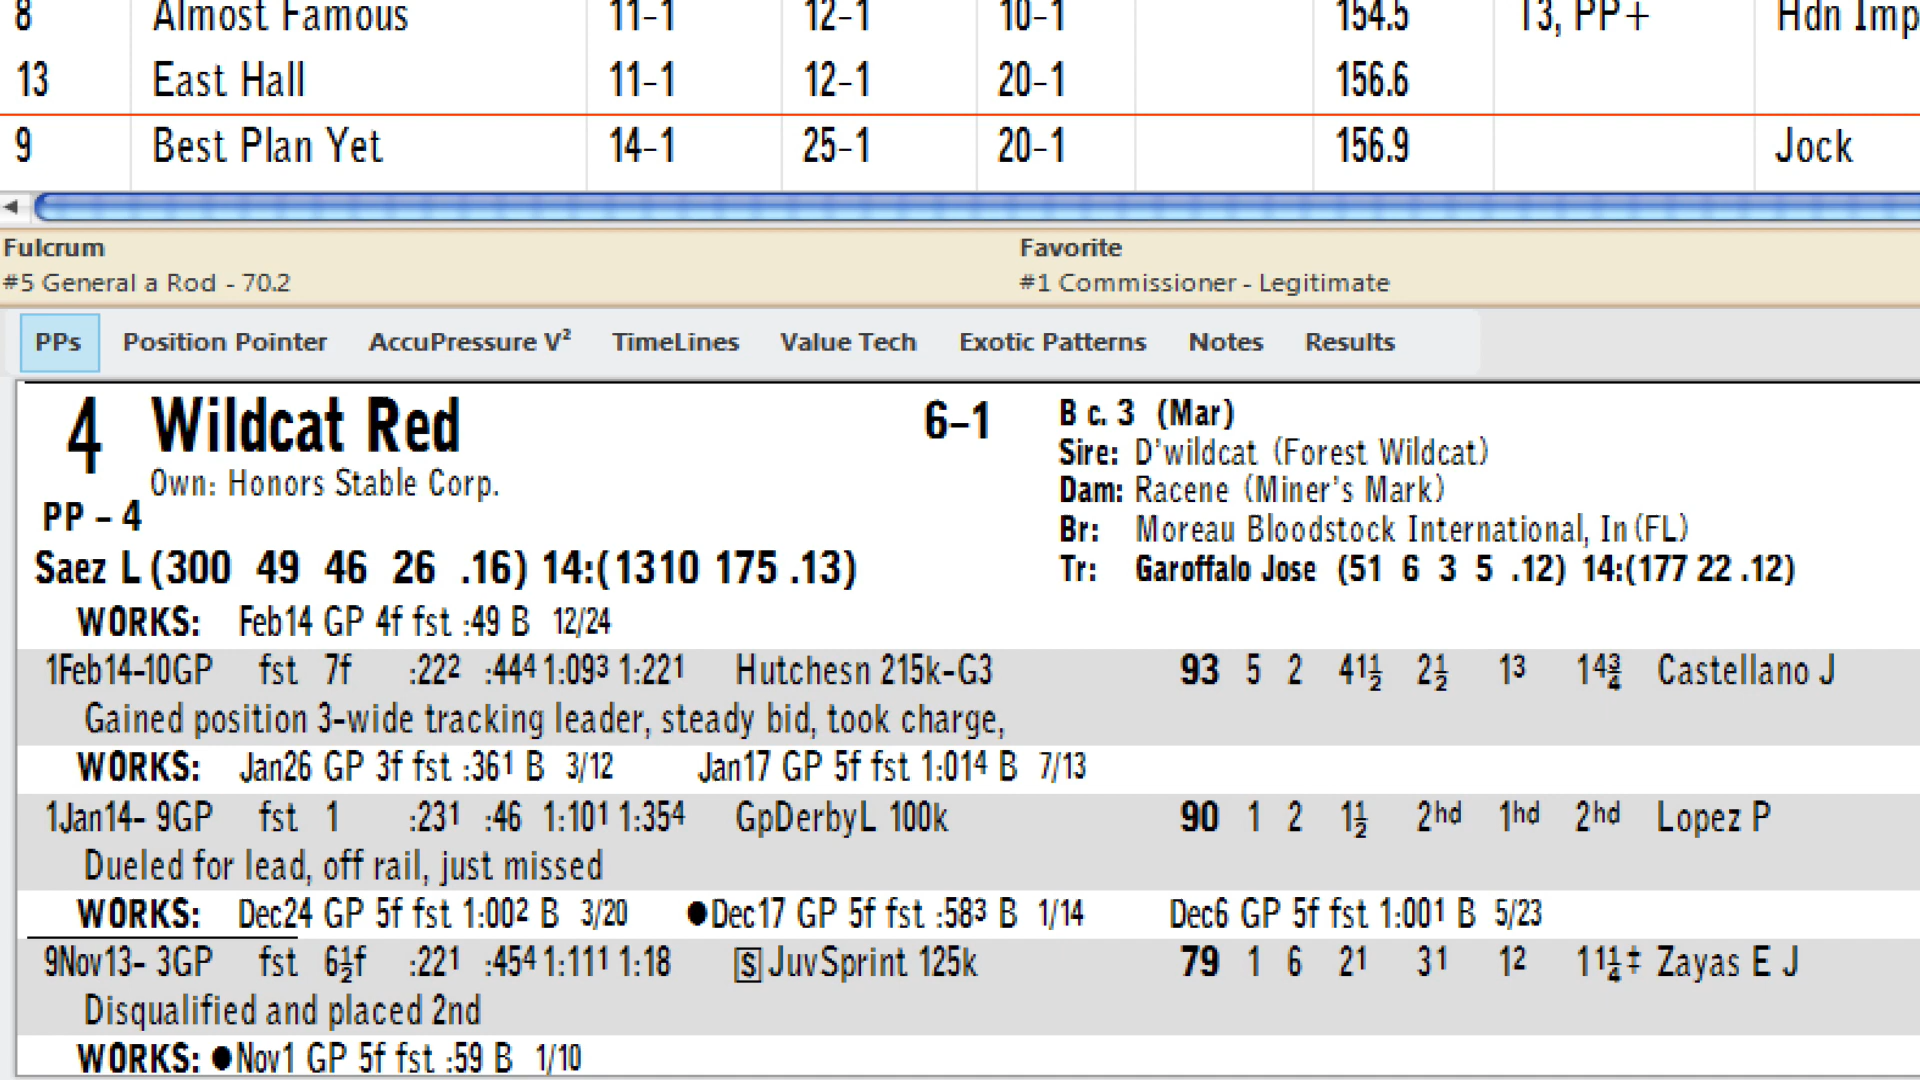 8 Almost Famous 11-1 12-1 10-1 154.5 T3, PP+ Hdn Imp
13 East Hall 11-1 12-1 20-1 156.6
9 Best Plan Yet 14-1 25-1 20-1 156.9 Jock
Fulcrum Favorite
#5 General a Rod - 70.2 #1 Commissioner - Legitimate
PPs Position Pointer AccuPressure V² TimeLines Value Tech Exotic Patterns Notes Results
4 Wildcat Red 6-1 B c. 3 (Mar)
Sire: D'wildcat (Forest Wildcat)
Own: Honors Stable Corp. Dam: Racene (Miner's Mark)
PP - 4 Br: Moreau Bloodstock International, In (FL)
Saez L (300 49 46 26 .16) 14:(1310 175 .13) Tr: Garoffalo Jose (51 6 3 5 .12) 14:(177 22 .12)
WORKS: Feb14 GP 4f fst :49 B 12/24
1Feb14-10GP fst 7f :22² :44⁴ 1:09³ 1:22¹ Hutchesn 215k-G3 93 5 2 41½ 2½ 1³ 14¾ Castellano J
Gained position 3-wide tracking leader, steady bid, took charge,
WORKS: Jan26 GP 3f fst :36¹ B 3/12 Jan17 GP 5f fst 1:01⁴ B 7/13
1Jan14- 9GP fst 1 :23¹ :46 1:10¹ 1:35⁴ GpDerbyL 100k 90 1 2 1½ 2hd 1hd 2hd Lopez P
Dueled for lead, off rail, just missed
WORKS: Dec24 GP 5f fst 1:00² B 3/20 ●Dec17 GP 5f fst :58³ B 1/14 Dec6 GP 5f fst 1:00¹ B 5/23
9Nov13- 3GP fst 6½f :22¹ :45⁴ 1:11¹ 1:18 🅂 JuvSprint 125k 79 1 6 2¹ 3¹ 1² 11¼‡ Zayas E J
Disqualified and placed 2nd
WORKS: ●Nov1 GP 5f fst :59 B 1/10